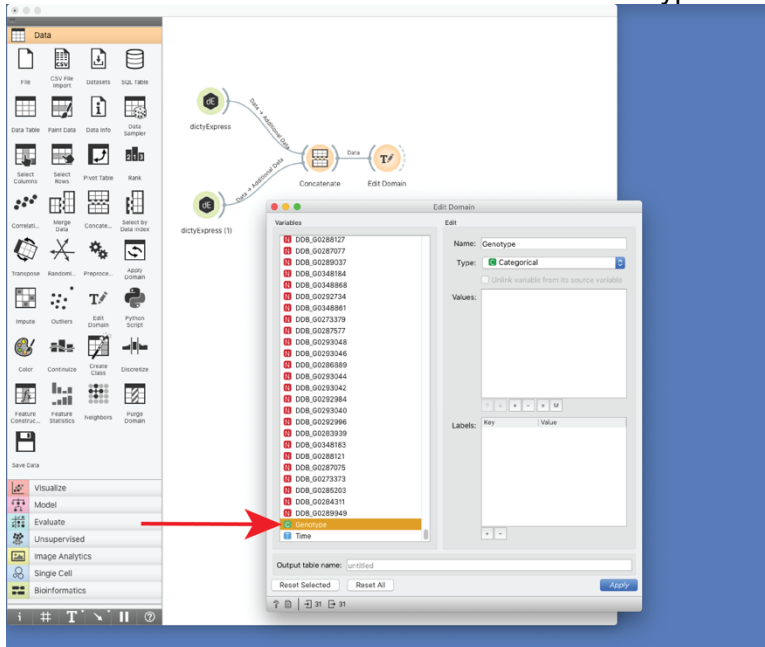 yp
Data
File
CSV File Import
Datasets
SQL Table
Data Table
Paint Data
Data Info
Data Sampler
Select Columns
Select Rows
Pivot Table
Rank
Correlati...
Merge Data
Concate...
Select by Data Index
Transpose
Randomi...
Preproce...
Apply Domain
Impute
Outliers
Edit Domain
Python Script
Color
Continuize
Create Class
Discretize
Feature Construc...
Feature Statistics
Neighbors
Purge Domain
Save Data
Visualize
Model
Evaluate
Unsupervised
Image Analytics
Single Cell
Bioinformatics
dictyExpress
Data → Additional Data
dictyExpress (1)
Data → Additional Data
Concatenate
Data
Edit Domain
Edit Domain
Variables
DDB_G0288127
DDB_G0287077
DDB_G0289037
DDB_G0348184
DDB_G0348868
DDB_G0292734
DDB_G0348861
DDB_G0273379
DDB_G0287577
DDB_G0293048
DDB_G0293046
DDB_G0286889
DDB_G0293044
DDB_G0293042
DDB_G0292984
DDB_G0293040
DDB_G0292996
DDB_G0283939
DDB_G0348183
DDB_G0288121
DDB_G0287075
DDB_G0273373
DDB_G0285203
DDB_G0284311
DDB_G0289949
Genotype
Time
Edit
Name: Genotype
Type: C Categorical
Unlink variable from its source variable
Values:
M
Labels:
Key Value
Output table name: untitled
Reset Selected Reset All Apply
? 31 31